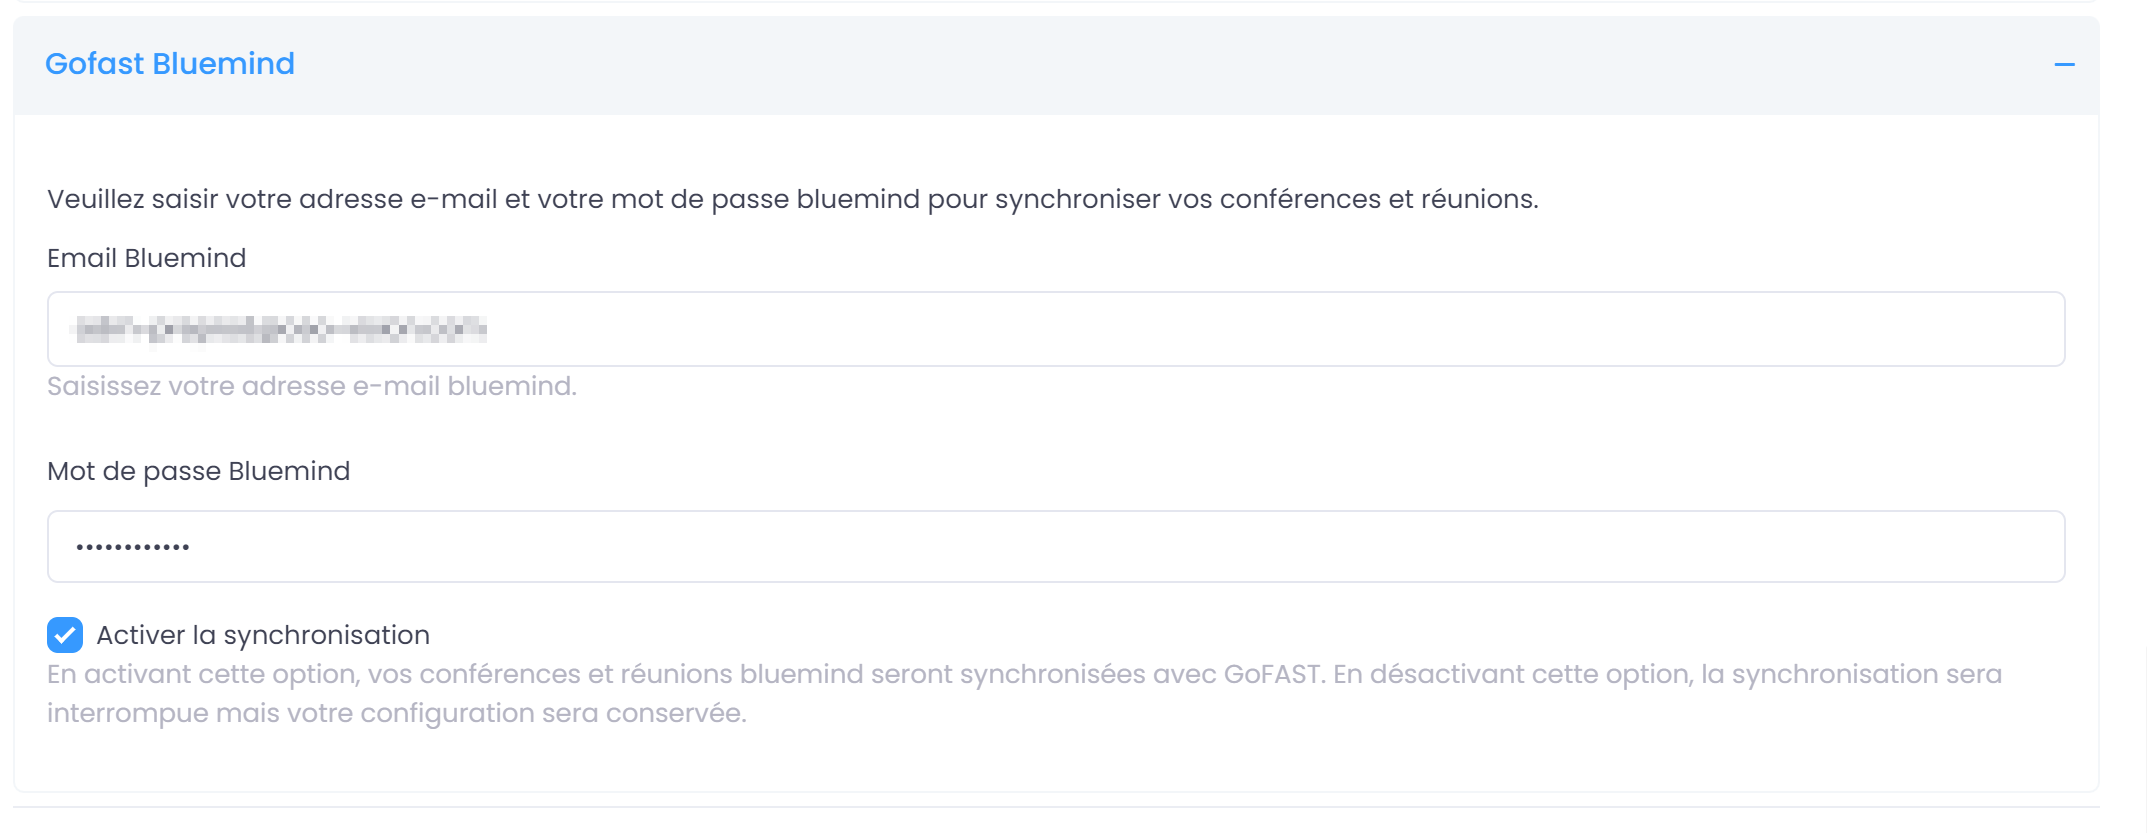 Gofast Bluemind
Veuillez saisir votre adresse e-mail et votre mot de passe bluemind pour synchroniser vos conférences et réunions.
Email Bluemind
Saisissez votre adresse e-mail bluemind.
Mot de passe Bluemind
••••••••••••
Activer la synchronisation
En activant cette option, vos conférences et réunions bluemind seront synchronisées avec GoFAST. En désactivant cette option, la synchronisation sera
interrompue mais votre configuration sera conservée.